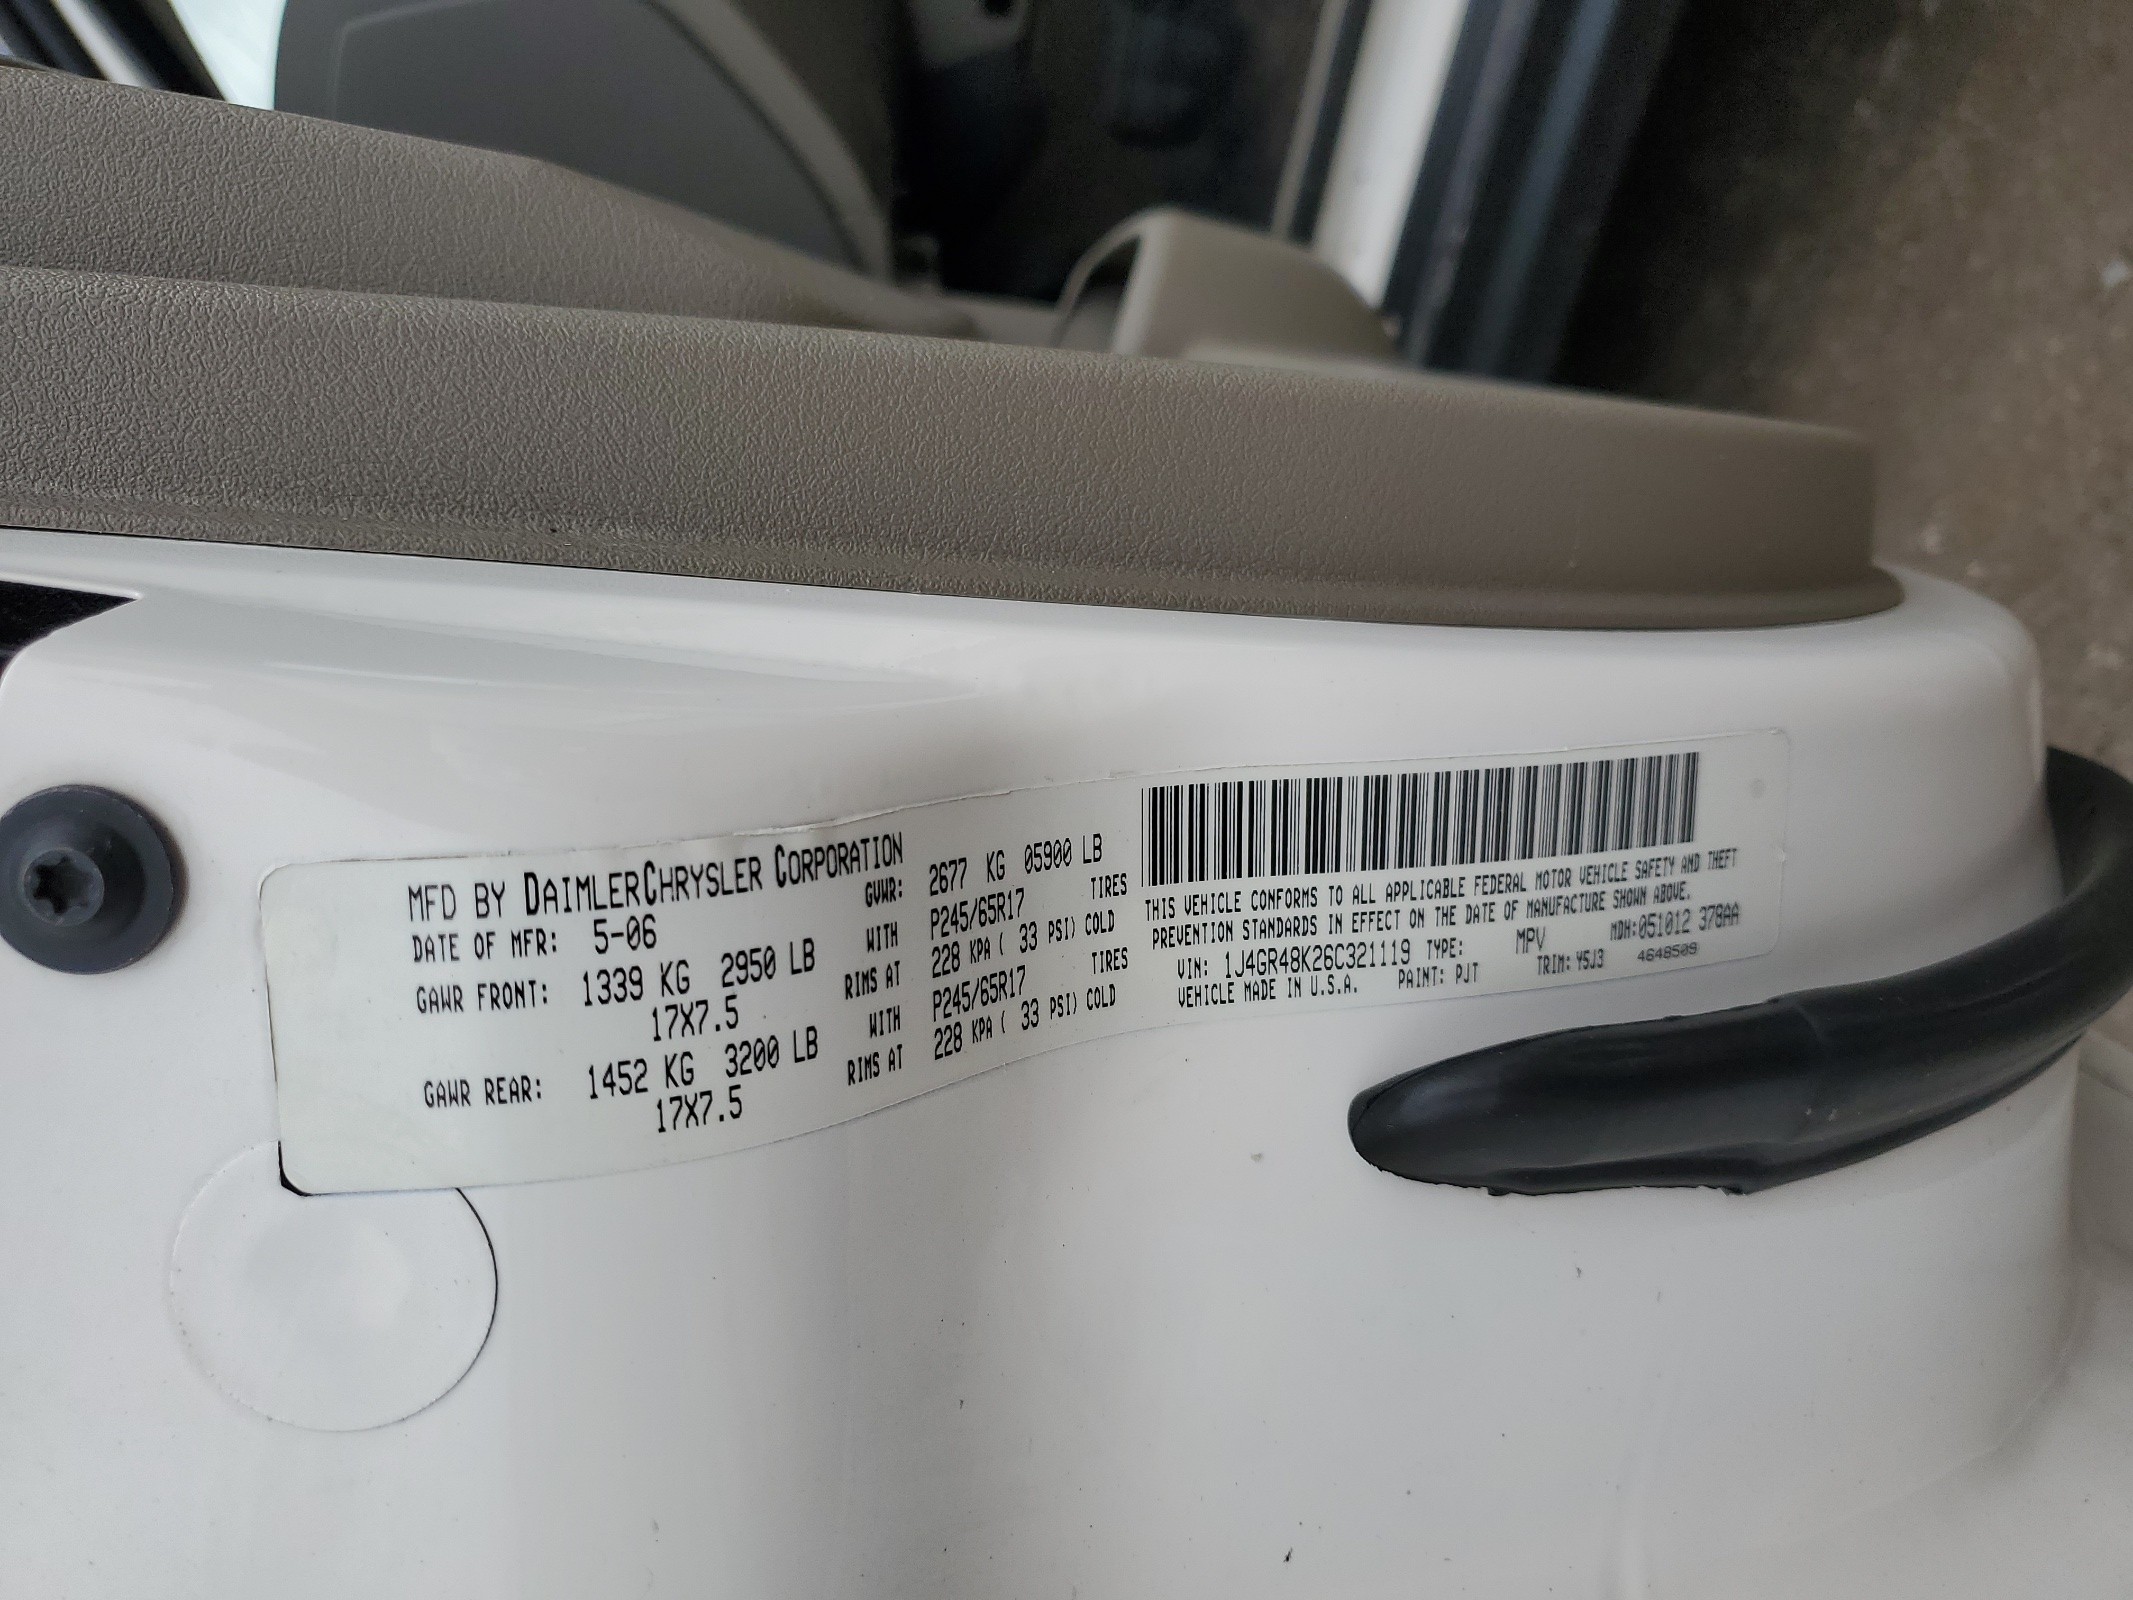 MFD BY DAIMLERCHRYSLER CORPORATION
DATE OF MFR: 5-06 GVWR: 2677 KG 05900 LB
GAWR FRONT: 1339 KG 2950 LB WITH P245/65R17 TIRES
17X7.5 RIMS AT 228 KPA ( 33 PSI) COLD
GAWR REAR: 1452 KG 3200 LB WITH P245/65R17 TIRES
17X7.5 RIMS AT 228 KPA ( 33 PSI) COLD
THIS VEHICLE CONFORMS TO ALL APPLICABLE FEDERAL MOTOR VEHICLE SAFETY AND THEFT
PREVENTION STANDARDS IN EFFECT ON THE DATE OF MANUFACTURE SHOWN ABOVE.
VIN: 1J4GR48K26C321119 TYPE: MPV MDH:051012 378AA
VEHICLE MADE IN U.S.A. PAINT: PJT TRIM: Y5J3 4648509